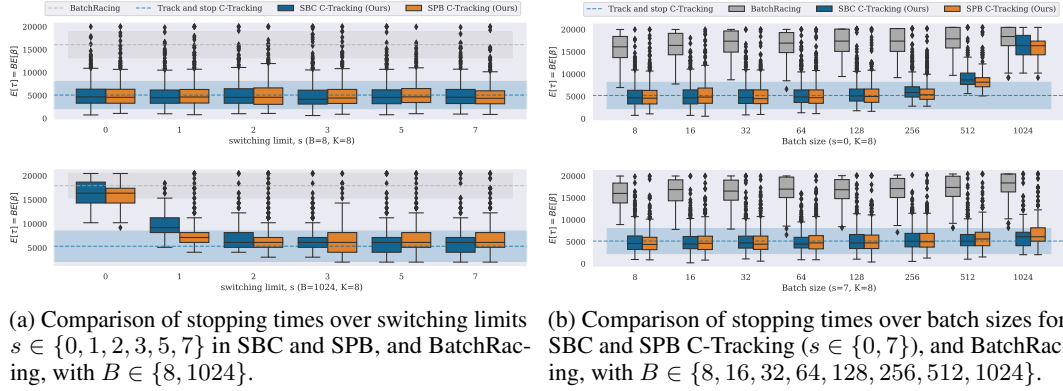 BatchRacing Track and stop C-Tracking SBC C-Tracking (Ours) SPB C-Tracking (Ours)
E[τ] = BE[β]
20000
15000
10000
5000
0
0 1 2 3 5 7
switching limit, s (B=8, K=8)
E[τ] = BE[β]
20000
15000
10000
5000
0 1 2 3 5 7
switching limit, s (B=1024, K=8)
Track and stop C-Tracking BatchRacing SBC C-Tracking (Ours) SPB C-Tracking (Ours)
E[τ] = BE[β]
20000
15000
10000
5000
0
8 16 32 64 128 256 512 1024
Batch size (s=0, K=8)
E[τ] = BE[β]
20000
15000
10000
5000
0
8 16 32 64 128 256 512 1024
Batch size (s=7, K=8)
(a) Comparison of stopping times over switching limits
s ∈ {0, 1, 2, 3, 5, 7} in SBC and SPB, and BatchRac-
ing, with B ∈ {8, 1024}.
(b) Comparison of stopping times over batch sizes for
SBC and SPB C-Tracking (s ∈ {0, 7}), and BatchRac-
ing, with B ∈ {8, 16, 32, 64, 128, 256, 512, 1024}.